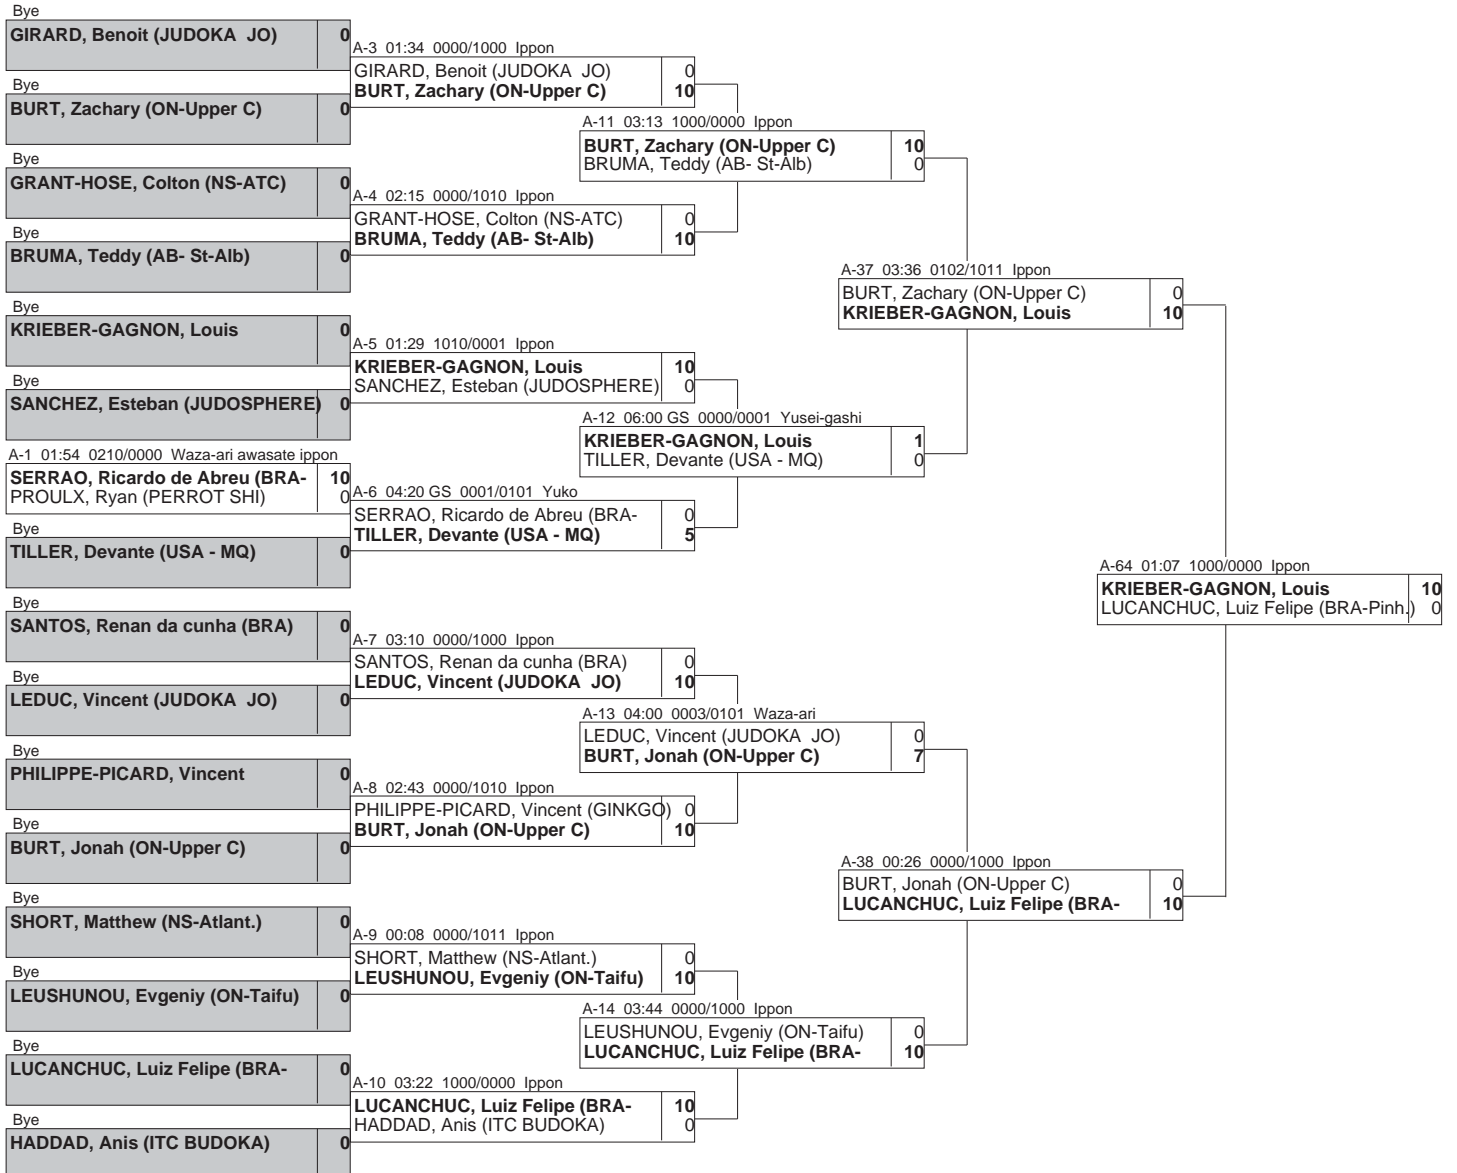 Bye
GIRARD, Benoit (JUDOKA  JO) 0
Bye
BURT, Zachary (ON-Upper C) 0
Bye
GRANT-HOSE, Colton (NS-ATC) 0
Bye
BRUMA, Teddy (AB- St-Alb) 0
Bye
KRIEBER-GAGNON, Louis 0
Bye
SANCHEZ, Esteban (JUDOSPHERE) 0
A-1  01:54  0210/0000  Waza-ari awasate ippon
SERRAO, Ricardo de Abreu (BRA- 10
PROULX, Ryan (PERROT SHI) 0
Bye
TILLER, Devante (USA - MQ) 0
Bye
SANTOS, Renan da cunha (BRA) 0
Bye
LEDUC, Vincent (JUDOKA  JO) 0
Bye
PHILIPPE-PICARD, Vincent 0
Bye
BURT, Jonah (ON-Upper C) 0
Bye
SHORT, Matthew (NS-Atlant.) 0
Bye
LEUSHUNOU, Evgeniy (ON-Taifu) 0
Bye
LUCANCHUC, Luiz Felipe (BRA- 0
Bye
HADDAD, Anis (ITC BUDOKA) 0
A-3  01:34  0000/1000  Ippon
GIRARD, Benoit (JUDOKA  JO) 0
BURT, Zachary (ON-Upper C) 10
A-4  02:15  0000/1010  Ippon
GRANT-HOSE, Colton (NS-ATC) 0
BRUMA, Teddy (AB- St-Alb) 10
A-5  01:29  1010/0001  Ippon
KRIEBER-GAGNON, Louis 10
SANCHEZ, Esteban (JUDOSPHERE) 0
A-6  04:20 GS  0001/0101  Yuko
SERRAO, Ricardo de Abreu (BRA- 0
TILLER, Devante (USA - MQ) 5
A-7  03:10  0000/1000  Ippon
SANTOS, Renan da cunha (BRA) 0
LEDUC, Vincent (JUDOKA  JO) 10
A-8  02:43  0000/1010  Ippon
PHILIPPE-PICARD, Vincent (GINKGO) 0
BURT, Jonah (ON-Upper C) 10
A-9  00:08  0000/1011  Ippon
SHORT, Matthew (NS-Atlant.) 0
LEUSHUNOU, Evgeniy (ON-Taifu) 10
A-10  03:22  1000/0000  Ippon
LUCANCHUC, Luiz Felipe (BRA- 10
HADDAD, Anis (ITC BUDOKA) 0
A-11  03:13  1000/0000  Ippon
BURT, Zachary (ON-Upper C) 10
BRUMA, Teddy (AB- St-Alb) 0
A-12  06:00 GS  0000/0001  Yusei-gashi
KRIEBER-GAGNON, Louis 1
TILLER, Devante (USA - MQ) 0
A-13  04:00  0003/0101  Waza-ari
LEDUC, Vincent (JUDOKA  JO) 0
BURT, Jonah (ON-Upper C) 7
A-14  03:44  0000/1000  Ippon
LEUSHUNOU, Evgeniy (ON-Taifu) 0
LUCANCHUC, Luiz Felipe (BRA- 10
A-37  03:36  0102/1011  Ippon
BURT, Zachary (ON-Upper C) 0
KRIEBER-GAGNON, Louis 10
A-38  00:26  0000/1000  Ippon
BURT, Jonah (ON-Upper C) 0
LUCANCHUC, Luiz Felipe (BRA- 10
A-64  01:07  1000/0000  Ippon
KRIEBER-GAGNON, Louis 10
LUCANCHUC, Luiz Felipe (BRA-Pinh.) 0